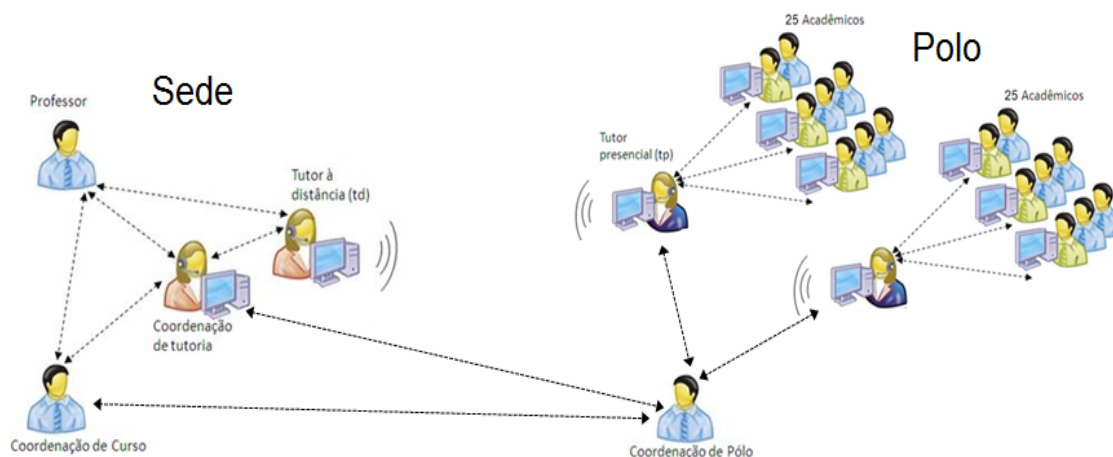 Sede
Professor
Tutor à
distância (td)
Coordenação
de tutoria
Coordenação de Curso
Polo
25 Acadêmicos
25 Acadêmicos
Tutor
presencial (tp)
Coordenação de Pólo